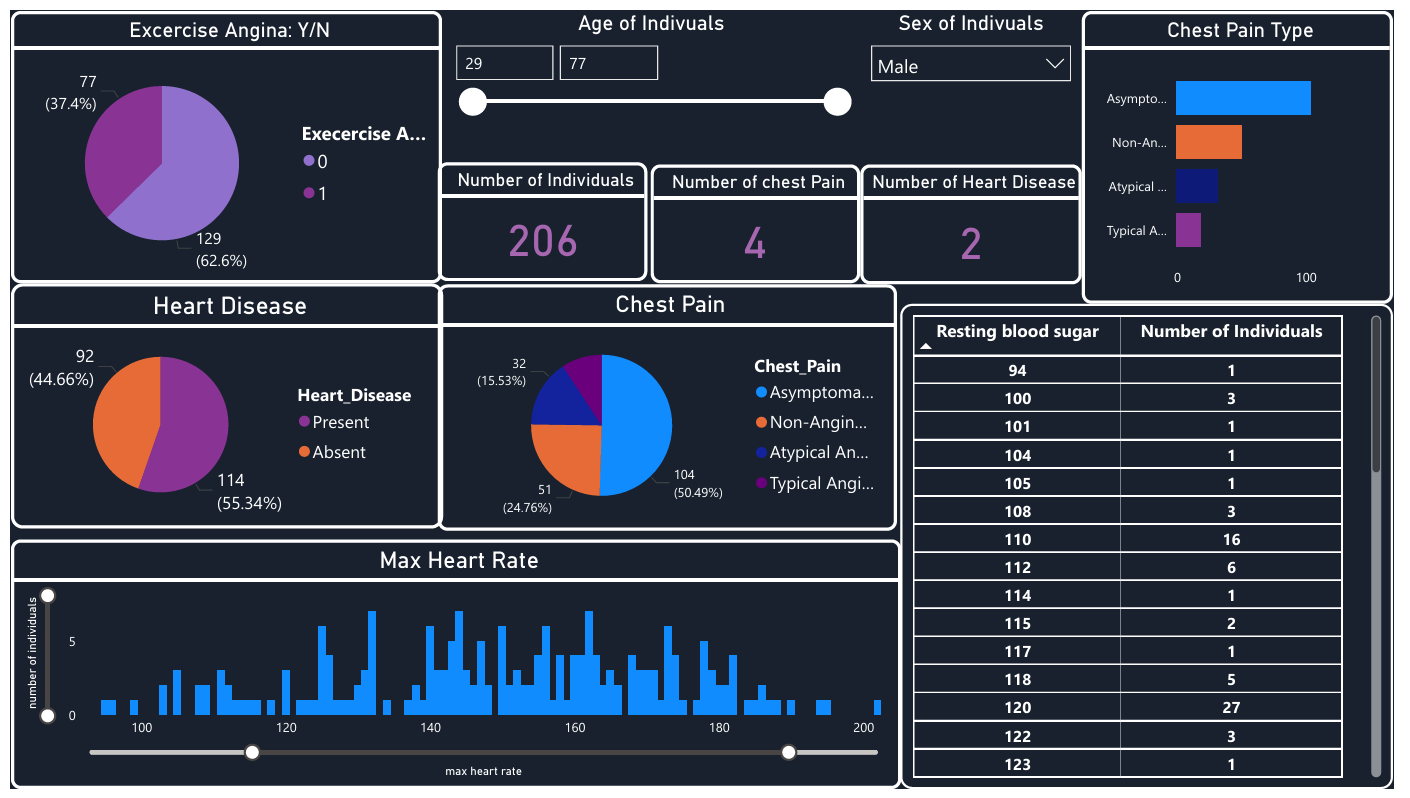 Excercise Angina: Y/N
77
(37.4%)
129
(62.6%)
Execercise A...
0
1
Age of Indivuals
29
77
Sex of Indivuals
Male
Number of Individuals
206
Number of chest Pain
4
Number of Heart Disease
2
Chest Pain Type
Asympto...
Non-An...
Atypical ...
Typical A...
0
100
Heart Disease
92
(44.66%)
114
(55.34%)
Heart_Disease
Present
Absent
Chest Pain
32
(15.53%)
51
(24.76%)
104
(50.49%)
Chest_Pain
Asymptoma...
Non-Angin...
Atypical An...
Typical Angi...
Resting blood sugar Number of Individuals
94 1
100 3
101 1
104 1
105 1
108 3
110 16
112 6
114 1
115 2
117 1
118 5
120 27
122 3
123 1
Max Heart Rate
number of individuals
5
0
100 120 140 160 180 200
max heart rate